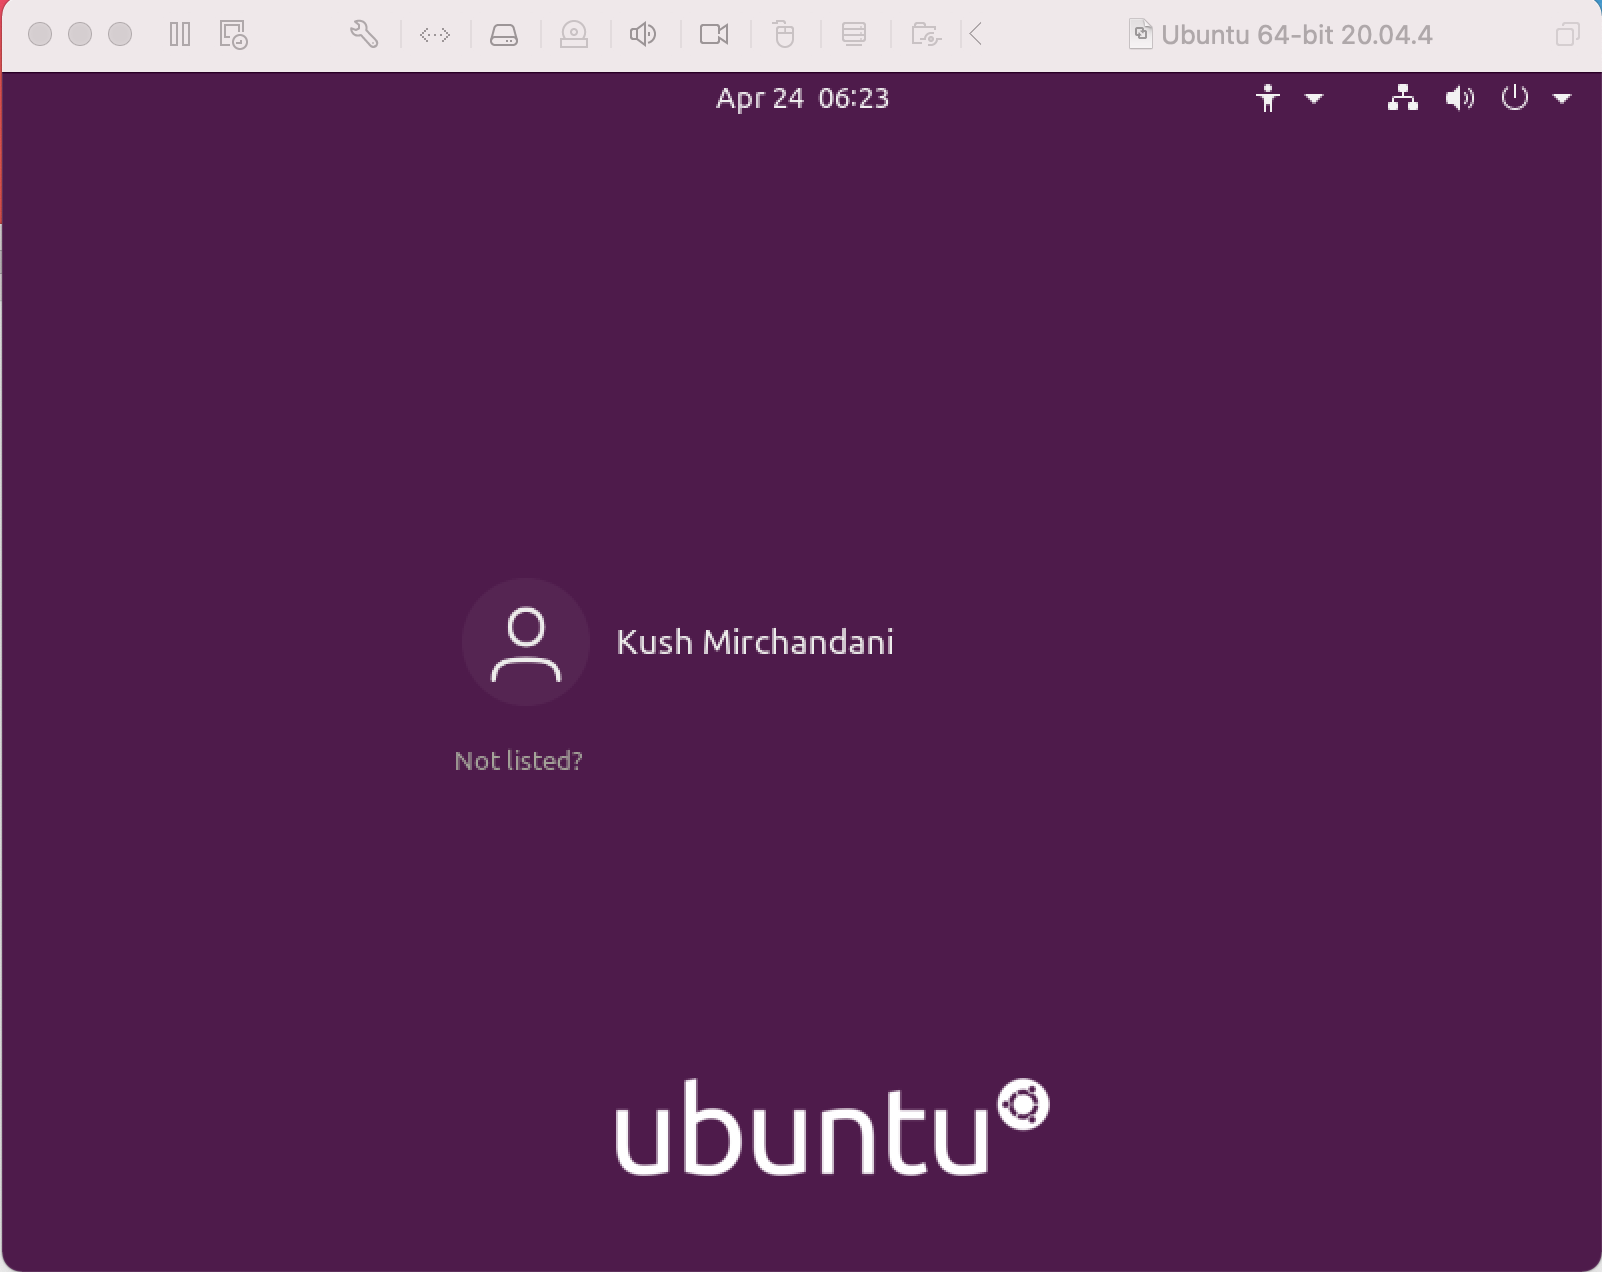 Ubuntu 64-bit 20.04.4
Apr 24 06:23
Kush Mirchandani
Not listed?
ubuntu